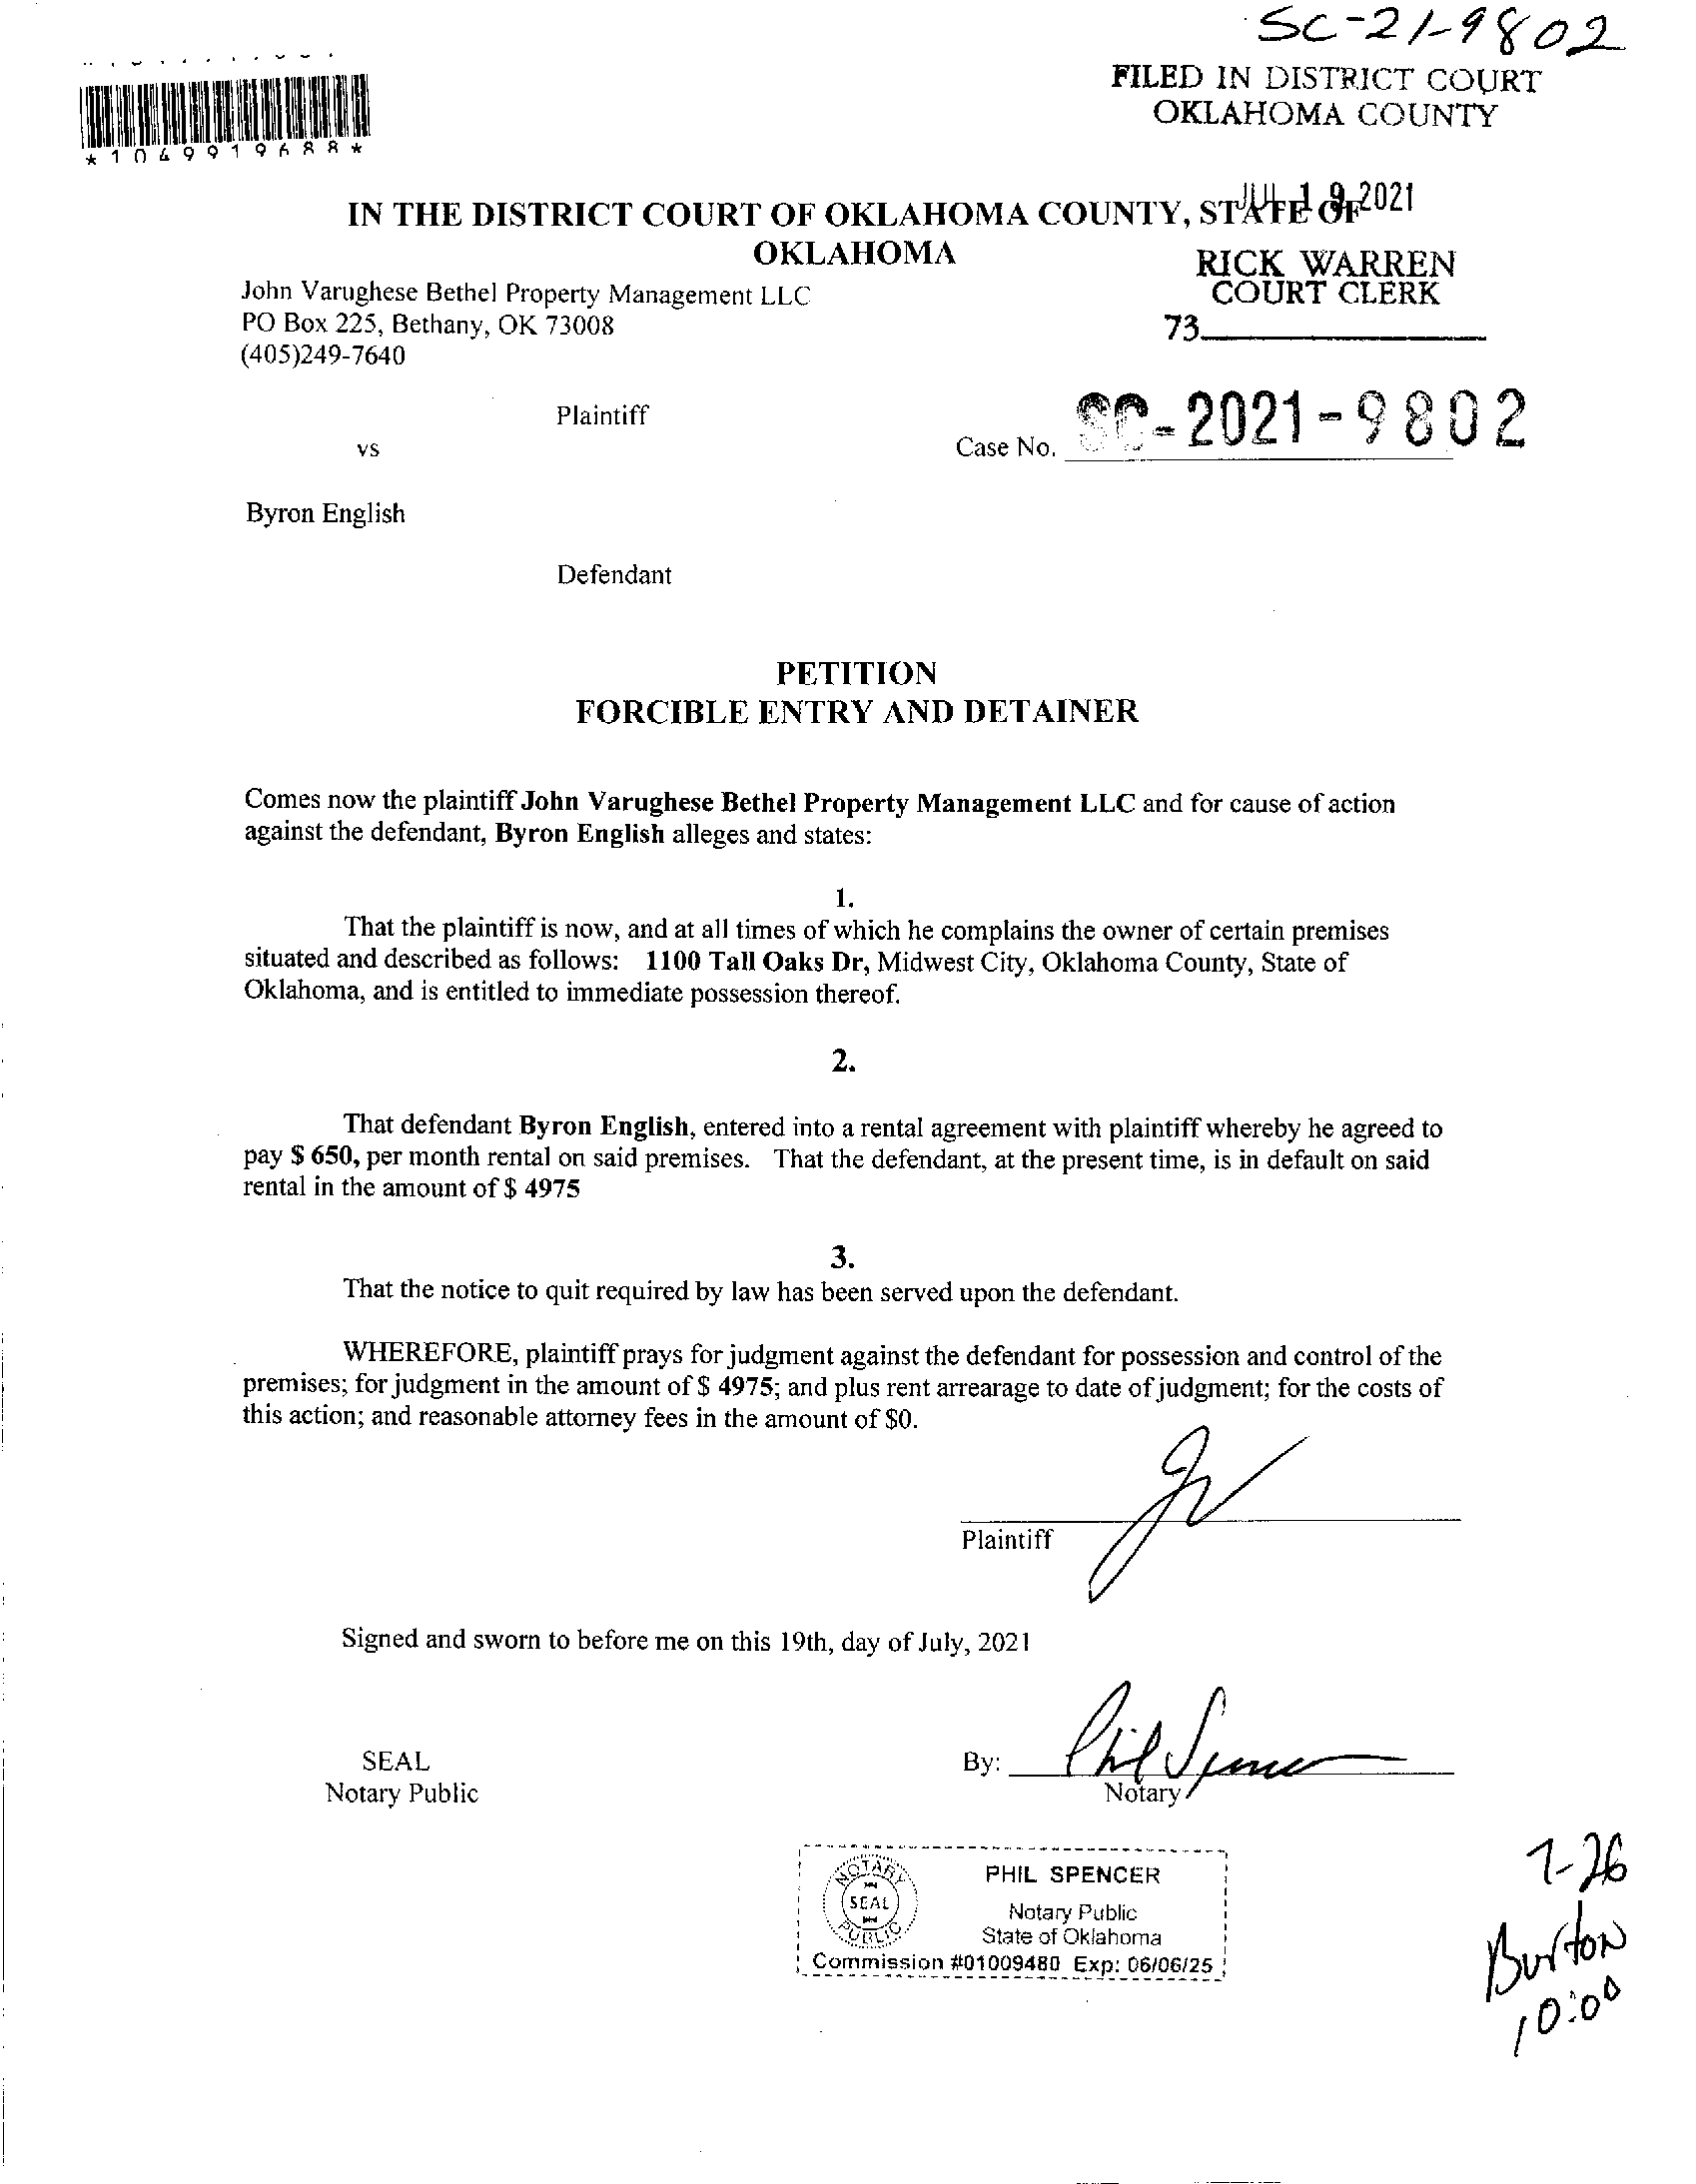 SC-21-9802
FILED IN DISTRICT COURT
OKLAHOMA COUNTY
*1049919688*
JUL 19 2021
IN THE DISTRICT COURT OF OKLAHOMA COUNTY, STATE OF
OKLAHOMA
RICK WARREN
COURT CLERK
73
John Varughese Bethel Property Management LLC
PO Box 225, Bethany, OK 73008
(405)249-7640
Plaintiff
vs
Case No. SC-2021-9802
Byron English
Defendant
PETITION
FORCIBLE ENTRY AND DETAINER
Comes now the plaintiff John Varughese Bethel Property Management LLC and for cause of action
against the defendant, Byron English alleges and states:
1.
That the plaintiff is now, and at all times of which he complains the owner of certain premises
situated and described as follows: 1100 Tall Oaks Dr, Midwest City, Oklahoma County, State of
Oklahoma, and is entitled to immediate possession thereof.
2.
That defendant Byron English, entered into a rental agreement with plaintiff whereby he agreed to
pay $ 650, per month rental on said premises. That the defendant, at the present time, is in default on said
rental in the amount of $ 4975
3.
That the notice to quit required by law has been served upon the defendant.
WHEREFORE, plaintiff prays for judgment against the defendant for possession and control of the
premises; for judgment in the amount of $ 4975; and plus rent arrearage to date of judgment; for the costs of
this action; and reasonable attorney fees in the amount of $0.
Plaintiff
Signed and sworn to before me on this 19th, day of July, 2021
SEAL
Notary Public
By: Phil Spencer
Notary
NOTARY
SEAL
PUBLIC
PHIL SPENCER
Notary Public
State of Oklahoma
Commission #01009480 Exp: 06/06/25
7-26
Burton
10:00